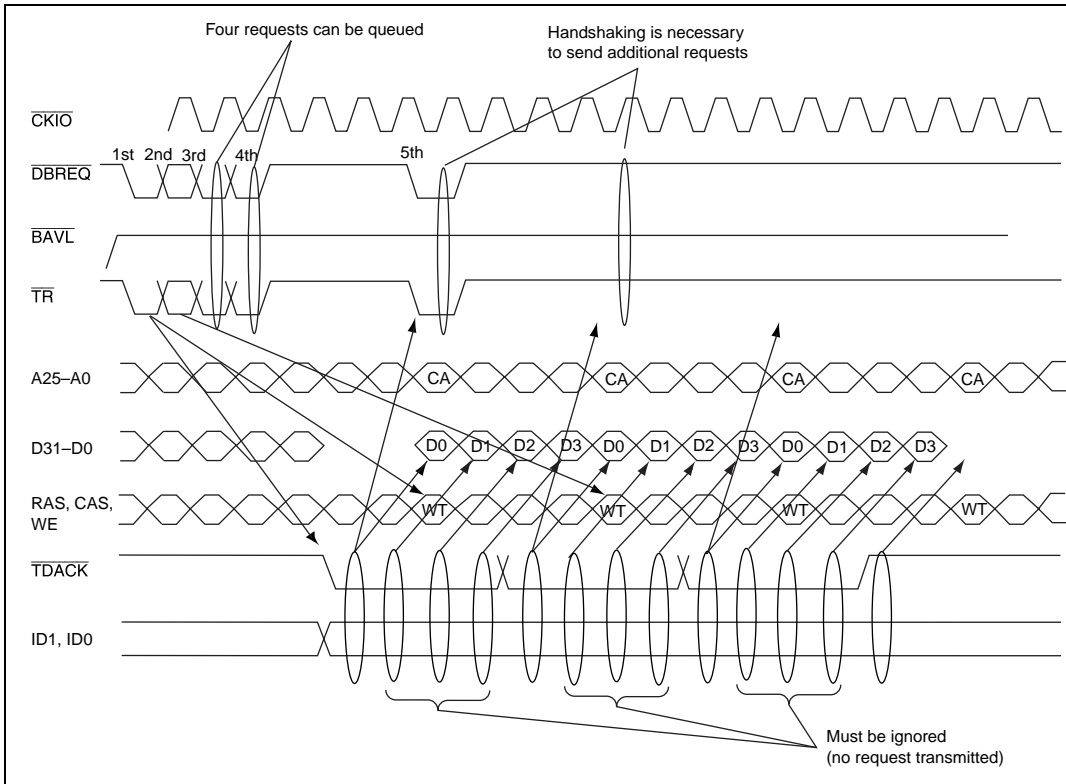 Four requests can be queued
Handshaking is necessary
to send additional requests
CKIO
1st 2nd 3rd 4th 5th
DBREQ
BAVL
TR
A25–A0 CA CA CA CA
D31–D0 D0 D1 D2 D3 D0 D1 D2 D3 D0 D1 D2 D3
RAS, CAS,
WE
WT WT WT WT
TDACK
ID1, ID0
Must be ignored
(no request transmitted)